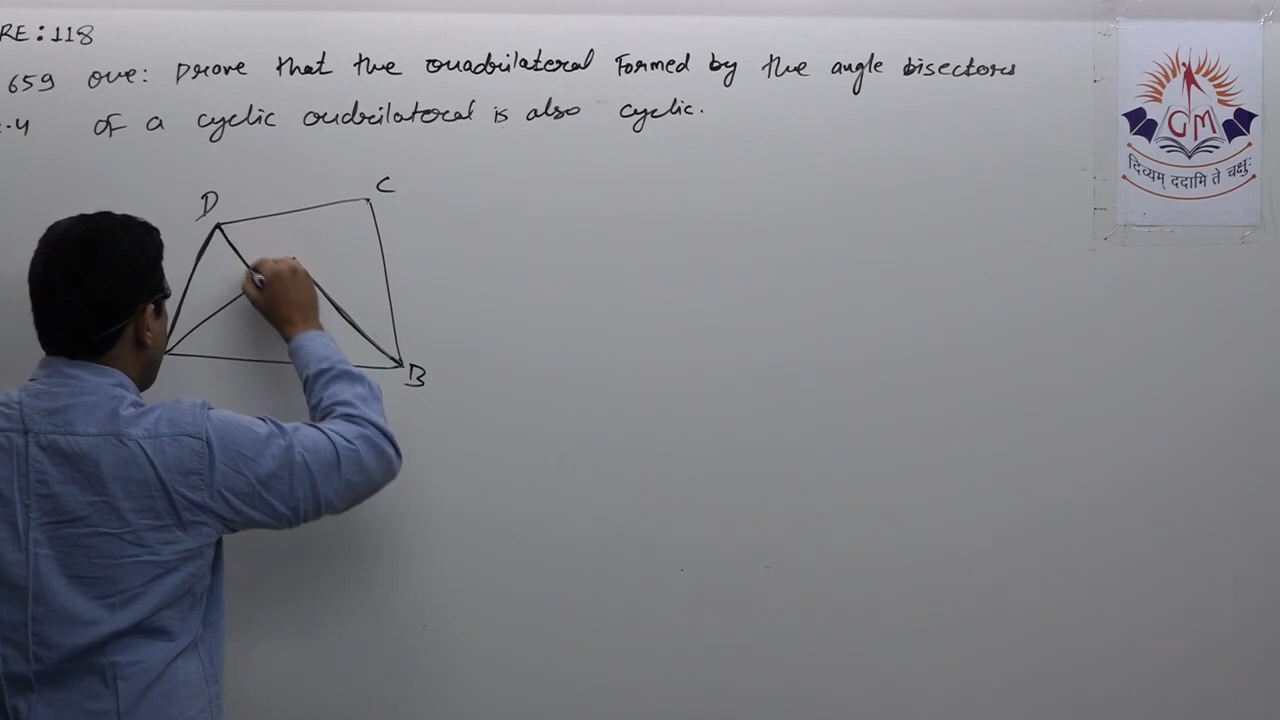 RE:118
659 Que: Prove that the quadrilateral formed by the angle bisectors
.4 of a cyclic qudrilateral is also cyclic.
D
C
B
GM
दिव्यम् ददामि ते चक्षुः